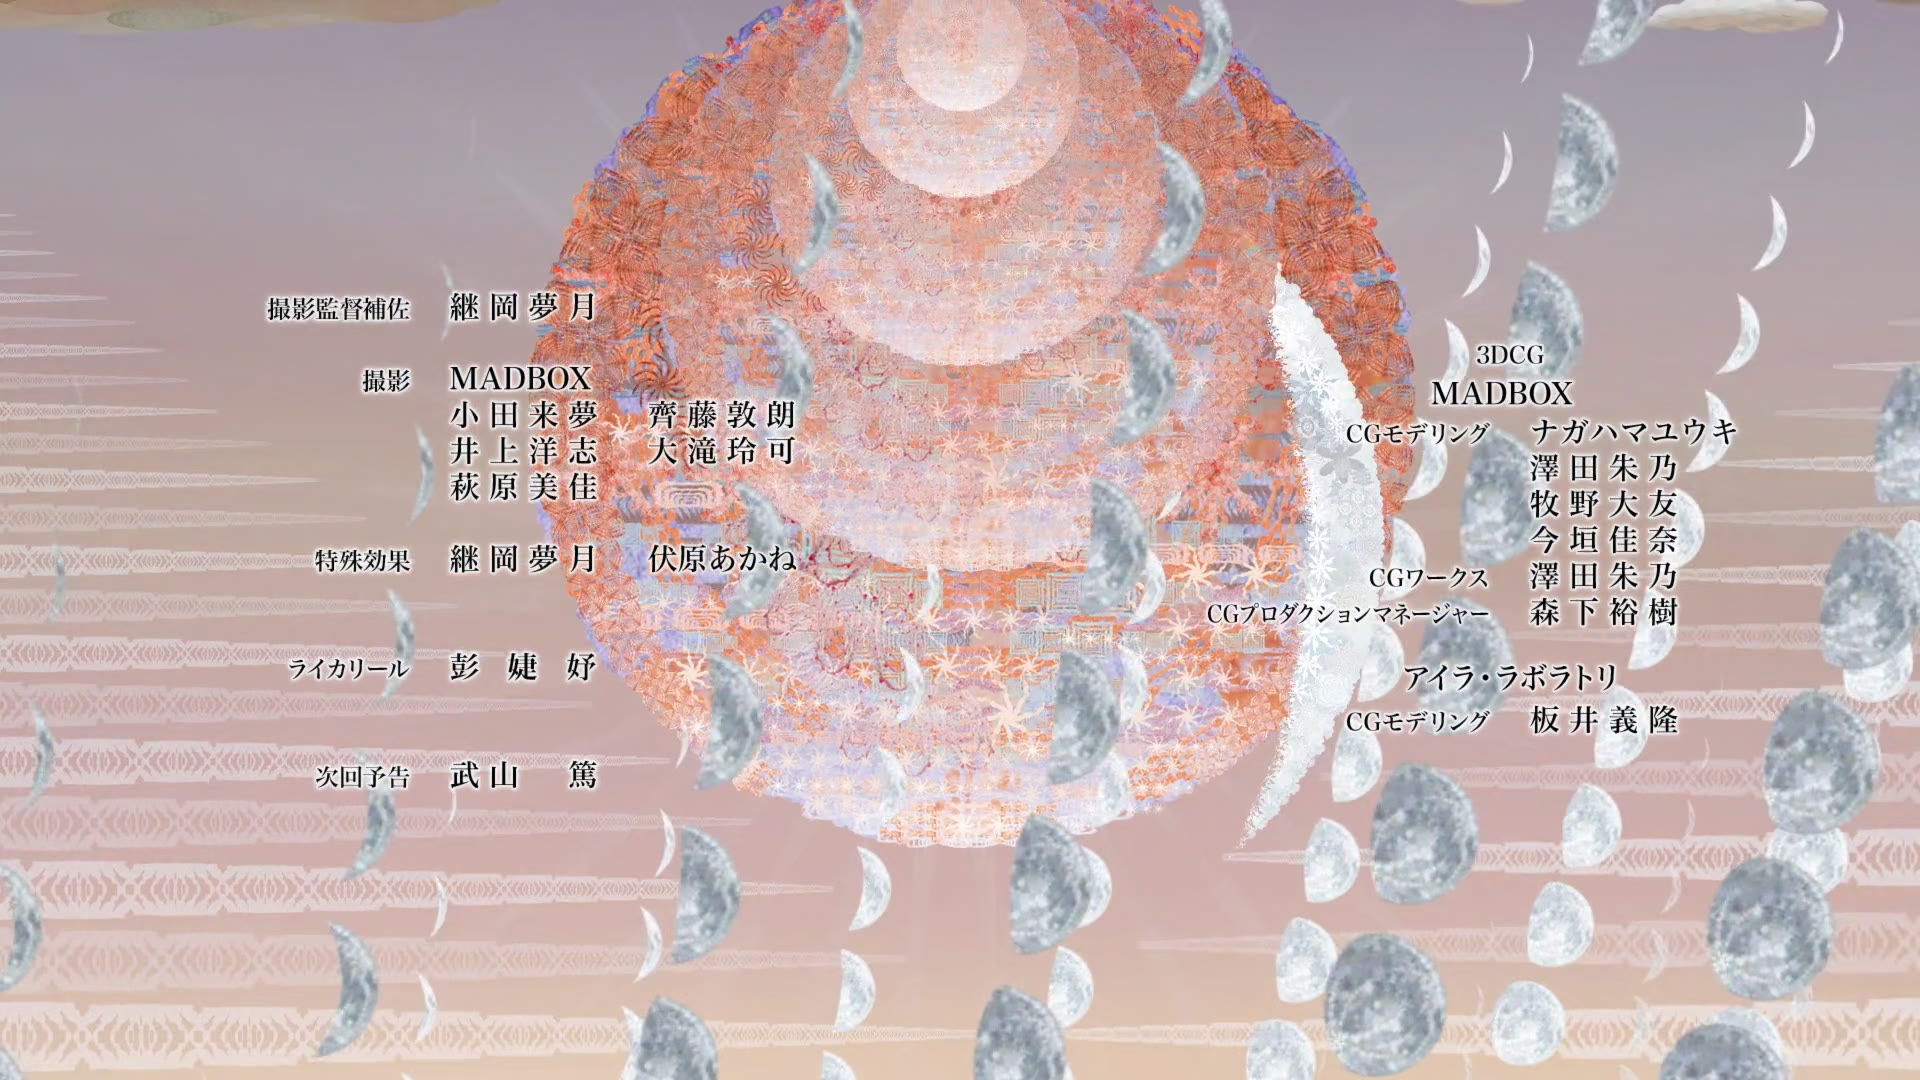 撮影監督補佐 継岡夢月
撮影 MADBOX
小田来夢 齊藤敦朗
井上洋志 大滝玲可
萩原美佳
特殊効果 継岡夢月 伏原あかね
ライカリール 彭婕妤
次回予告 武山篤
3DCG
MADBOX
CGモデリング ナガハマユウキ
澤田朱乃
牧野大友
今垣佳奈
CGワークス 澤田朱乃
CGプロダクションマネージャー 森下裕樹
アイラ・ラボラトリ
CGモデリング 板井義隆